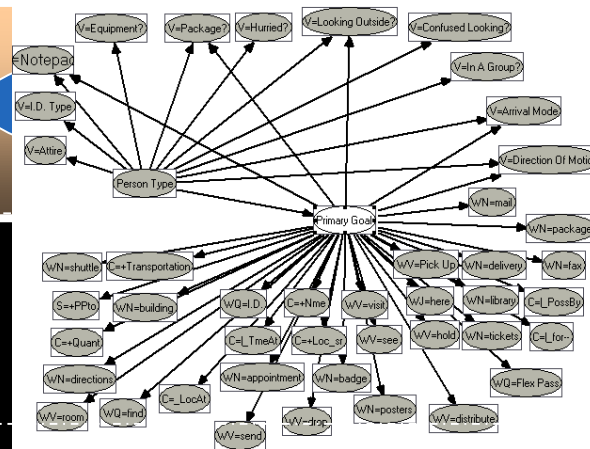 V=Looking Outside?
V=Equipment?
V=Package?
V=Hurried?
V=Confused Looking?
=Notepad
V=In A Group?
V=I.D. Type
V=Arrival Mode
V=Attire
V=Direction Of Motio
Person Type
WN=mail
Primary Goal
WN=package
WN=shuttle
C=+Transportation
WV=Pick Up
WN=delivery
WN=fax
S=+PPto
WN=building
WQ=I.D.
C=+Nme
WV=visit
WJ=here
WN=library
C=I_PossBy
C=+Quant
C=I_TmeAt
C=+Loc_sr
WV=see
WV=hold
WN=tickets
C=I_for--
WN=directions
C=_LocAt
WN=appointment
WN=badge
WQ=Flex Pass
WV=room
WQ=find
WN=posters
WV=send
WV=drop
WV=distribute